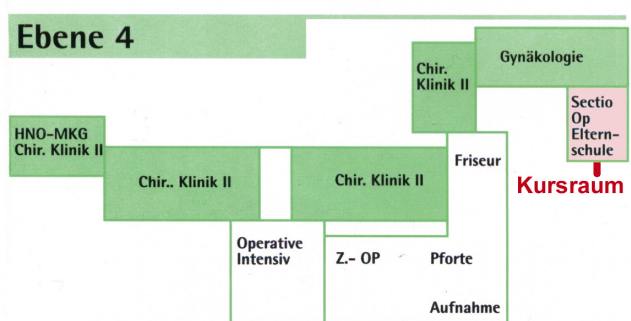 Ebene 4
Gynäkologie
Chir.
Klinik II
Sectio
Op
Eltern-
schule
Kursraum
HNO-MKG
Chir. Klinik II
Chir.. Klinik II
Chir. Klinik II
Friseur
Operative
Intensiv
Z.- OP
Pforte
Aufnahme